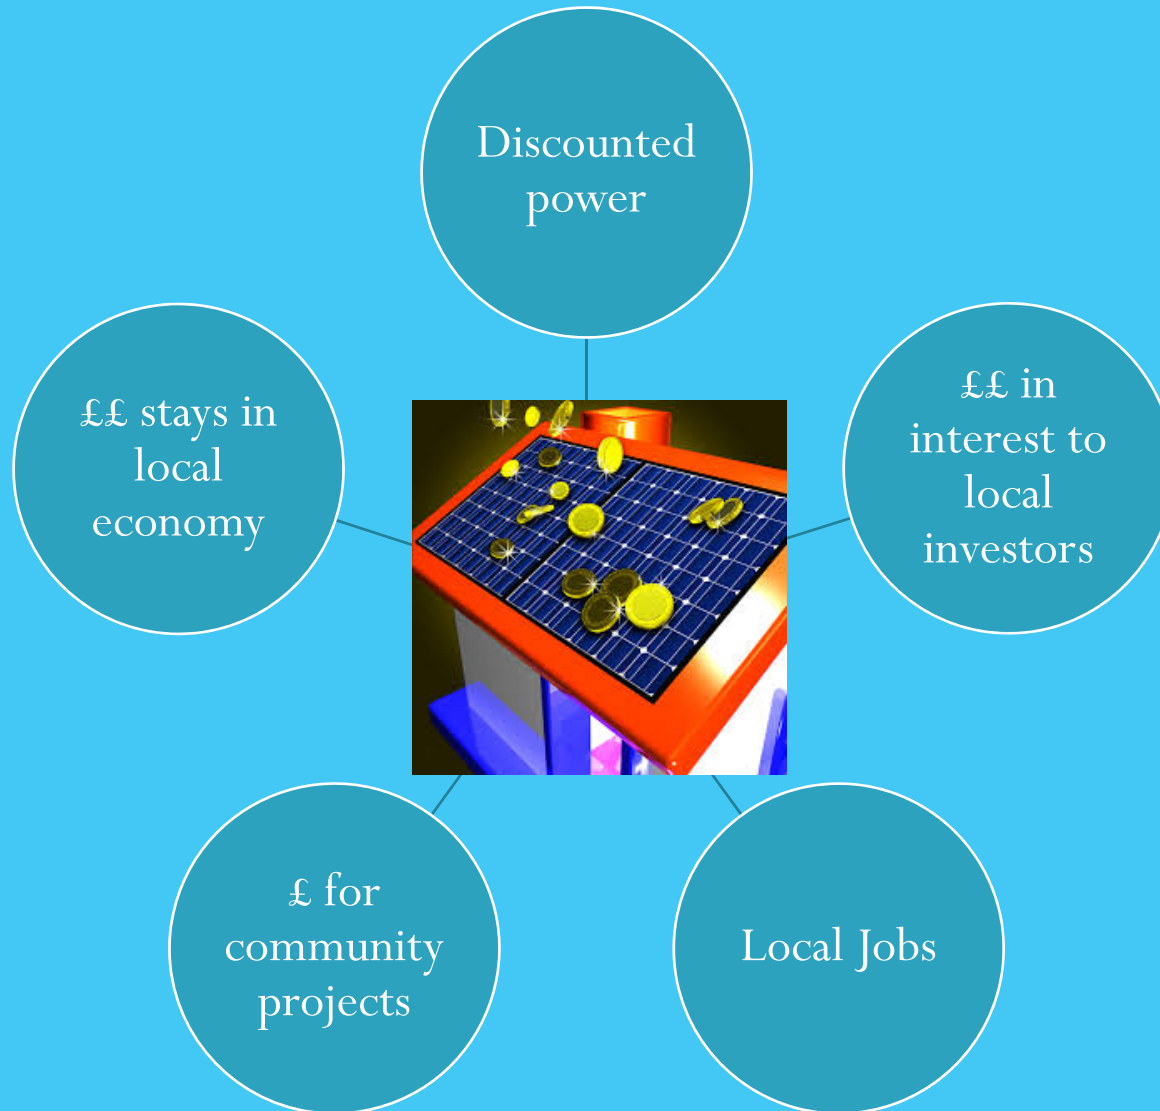 Discounted
power
££ in
interest to
local
investors
Local Jobs
£ for
community
projects
££ stays in
local
economy